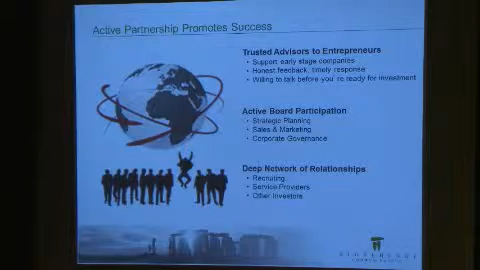 Active Partnership Promotes Success
Trusted Advisors to Entrepreneurs
• Support early stage companies
• Honest feedback, timely response
• Willing to talk before you're ready for investment
Active Board Participation
• Strategic Planning
• Sales & Marketing
• Corporate Governance
Deep Network of Relationships
• Recruiting
• Service Providers
• Other Investors